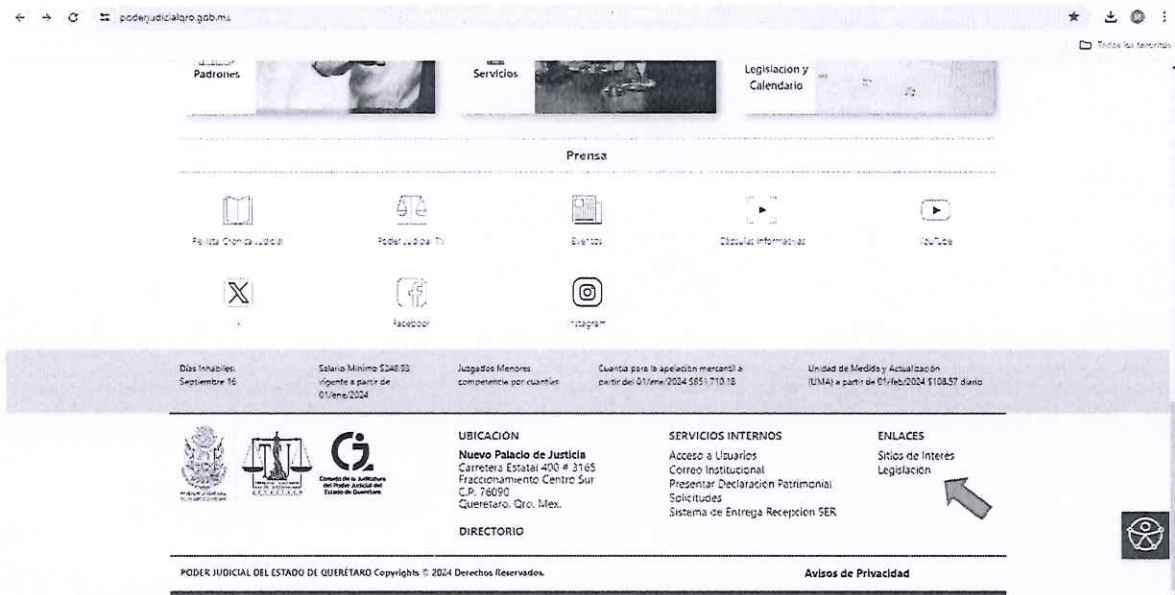 poderjudicialqro.gob.mx
Todos los favoritos
Padrones
Servicios
Legislación y
Calendario
Prensa
Revista Crónica Judicial
Poder Judicial TV
Eventos
Cápsulas Informativas
YouTube
Facebook
Instagram
Días Inhábiles:
Septiembre 16
Salario Mínimo $248.93
vigente a partir de
01/ene/2024
Juzgados Menores
competencia por cuantías
Cuantía para la apelación mercantil a
partir del 01/ene/2024 $851,710.18
Unidad de Medida y Actualización
(UMA) a partir de 01/feb/2024 $108.57 diario
Consejo de la Judicatura
del Poder Judicial del
Estado de Querétaro
UBICACIÓN
Nuevo Palacio de Justicia
Carretera Estatal 400 # 3165
Fraccionamiento Centro Sur
C.P. 76090
Querétaro, Qro. Mex.
DIRECTORIO
SERVICIOS INTERNOS
Acceso a Usuarios
Correo Institucional
Presentar Declaración Patrimonial
Solicitudes
Sistema de Entrega Recepción SER
ENLACES
Sitios de Interés
Legislación
PODER JUDICIAL DEL ESTADO DE QUERÉTARO Copyrights © 2024 Derechos Reservados.
Avisos de Privacidad